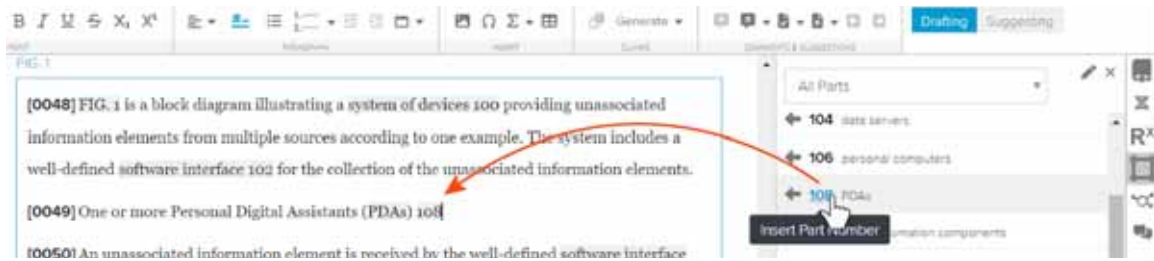 B I U S X, X'
Generate
Drafting Suggesting
FIG. 1
All Parts
[0048] FIG. 1 is a block diagram illustrating a system of devices 100 providing unassociated
104 data servers
information elements from multiple sources according to one example. The system includes a
106 personal computers
well-defined software interface 102 for the collection of the unassociated information elements.
108 PDAs
[0049] One or more Personal Digital Assistants (PDAs) 108
Insert Part Number
components
[0050] An unassociated information element is received by the well-defined software interface